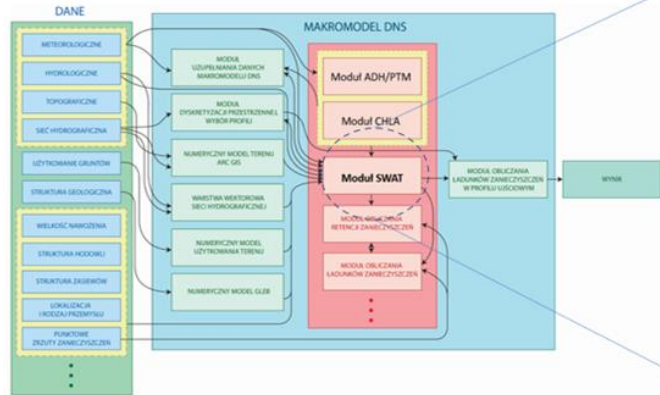 DANE
METEOROLOGICZNE
HYDROLOGICZNE
TOPOGRAFICZNE
SIEĆ HYDROGRAFICZNA
UŻYTKOWANIE GRUNTÓW
STRUKTURA GEOLOGICZNA
WIELKOŚĆ NAWOŻENIA
STRUKTURA HODOWLI
STRUKTURA ZASIEWÓW
LOKALIZACJA
I RODZAJ PRZEMYSŁU
PUNKTOWE
ZRZUTY ZANIECZYSZCZEŃ
MAKROMODEL DNS
MODUŁ
UZUPEŁNIANIA DANYCH
MAKROMODELU DNS
MODUŁ
DYSKRETYZACJI PRZESTRZENNEJ,
WYBÓR PROFILI
NUMERYCZNY MODEL TERENU
ARC GIS
WARSTWA WEKTOROWA
SIECI HYDROGRAFICZNEJ
NUMERYCZNY MODEL
UŻYTKOWANIA TERENU
NUMERYCZNY MODEL GLEB
Moduł ADH/PTM
Moduł CHLA
Moduł SWAT
MODUŁ OBLICZANIA
RETENCJI ZANIECZYSZCZEŃ
MODUŁ OBLICZANIA
ŁADUNKÓW ZANIECZYSZCZEŃ
MODUŁ OBLICZANIA
ŁADUNKÓW ZANIECZYSZCZEŃ
W PROFILU UJŚCIOWYM
WYNIK